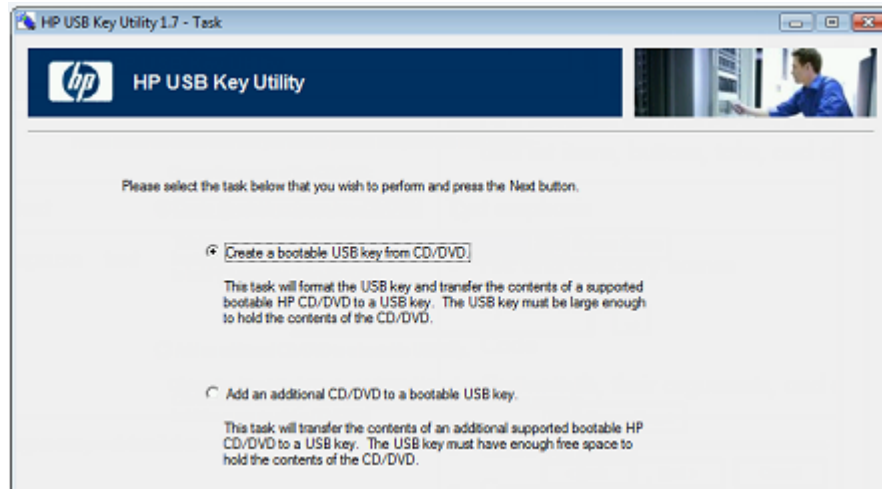 HP USB Key Utility 1.7 - Task
hp
HP USB Key Utility
Please select the task below that you wish to perform and press the Next button.
Create a bootable USB key from CD/DVD.
This task will format the USB key and transfer the contents of a supported
bootable HP CD/DVD to a USB key. The USB key must be large enough
to hold the contents of the CD/DVD.
Add an additional CD/DVD to a bootable USB key.
This task will transfer the contents of an additional supported bootable HP
CD/DVD to a USB key. The USB key must have enough free space to
hold the contents of the CD/DVD.